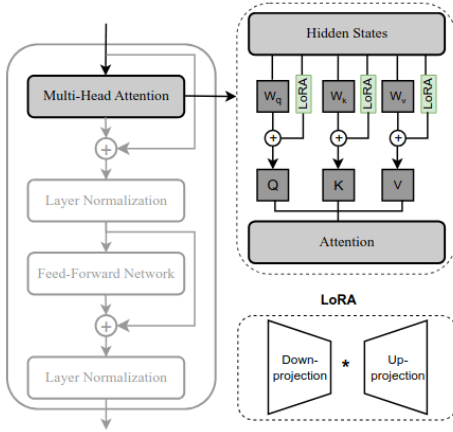 Multi-Head Attention
+
Layer Normalization
Feed-Forward Network
+
Layer Normalization
Hidden States
Wq LoRA Wk LoRA Wv LoRA
+ + +
Q K V
Attention
LoRA
Down-
projection
*
Up-
projection